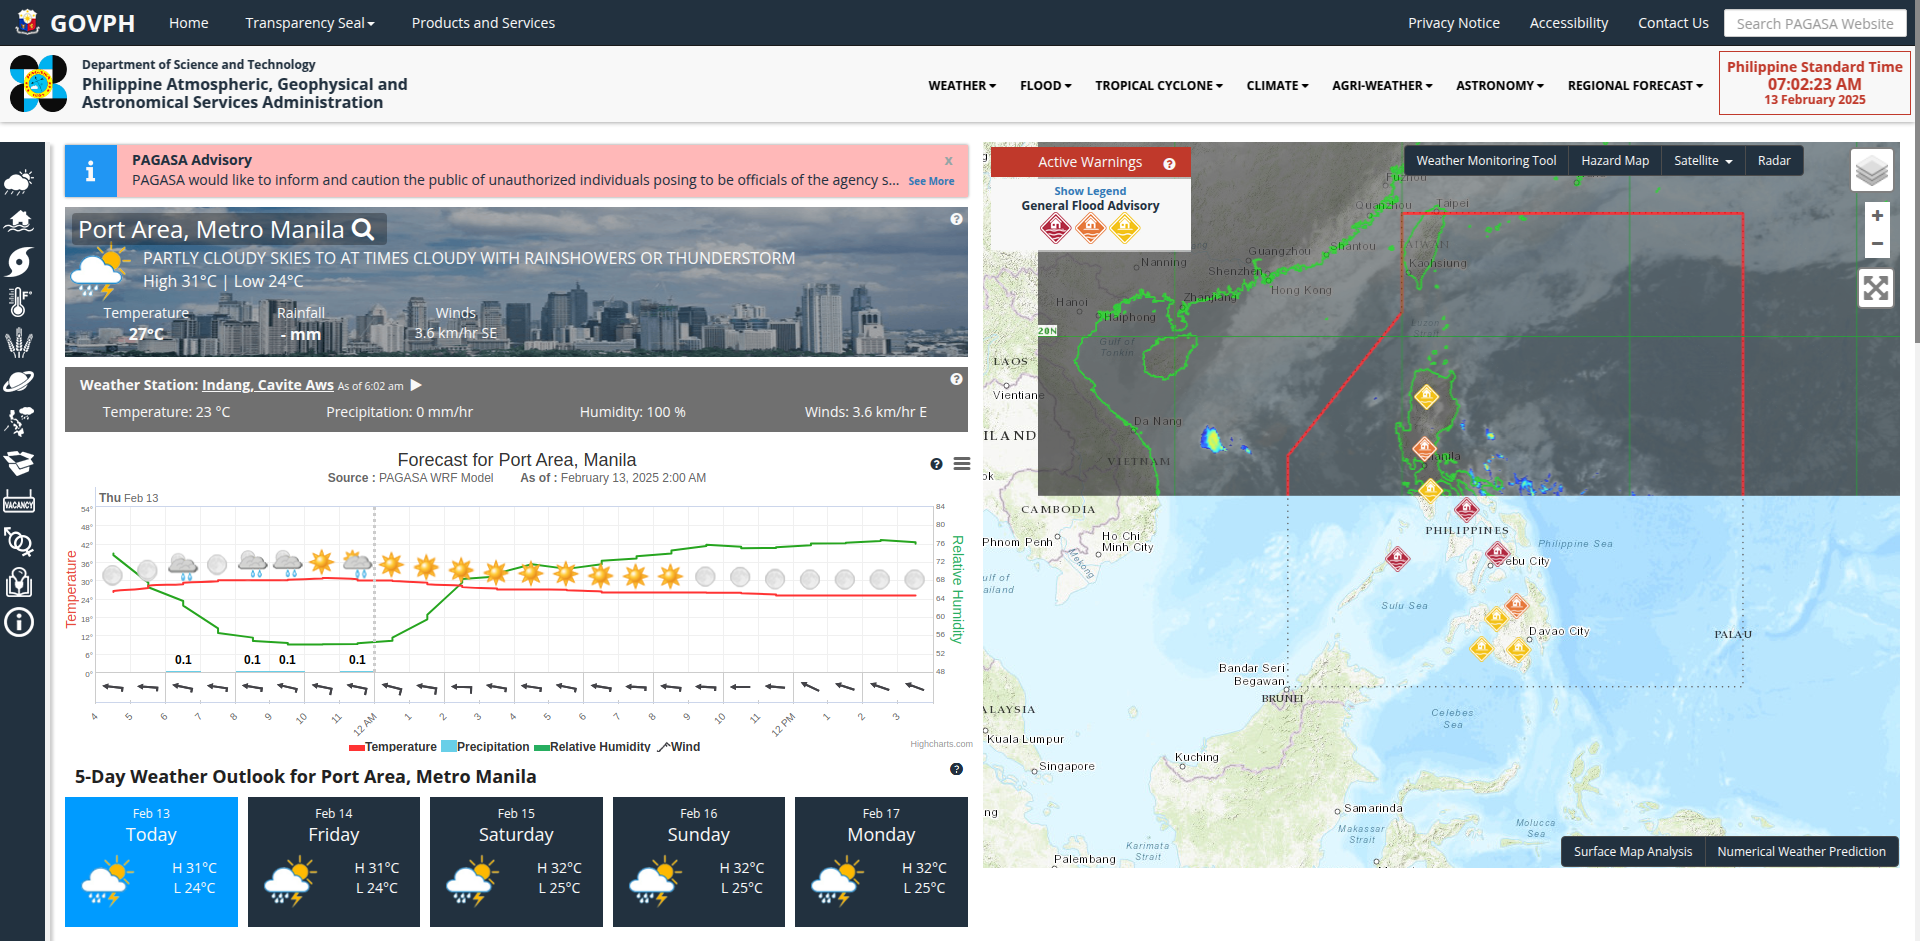 GOVPH
Home
Transparency Seal
Products and Services
Privacy Notice
Accessibility
Contact Us
Search PAGASA Website
Department of Science and Technology
Philippine Atmospheric, Geophysical and
Astronomical Services Administration
WEATHER
FLOOD
TROPICAL CYCLONE
CLIMATE
AGRI-WEATHER
ASTRONOMY
REGIONAL FORECAST
Philippine Standard Time
07:02:23 AM
13 February 2025
VACANCY
PAGASA Advisory
x
PAGASA would like to inform and caution the public of unauthorized individuals posing to be officials of the agency s...
See More
Port Area, Metro Manila
PARTLY CLOUDY SKIES TO AT TIMES CLOUDY WITH RAINSHOWERS OR THUNDERSTORM
High 31°C | Low 24°C
Temperature
Rainfall
Winds
27°C
- mm
3.6 km/hr SE
Weather Station: Indang, Cavite Aws As of 6:02 am
Temperature: 23 °C
Precipitation: 0 mm/hr
Humidity: 100 %
Winds: 3.6 km/hr E
Forecast for Port Area, Manila
Source : PAGASA WRF Model As of : February 13, 2025 2:00 AM
Thu Feb 13
54°
48°
42°
36°
30°
24°
18°
12°
6°
0°
Temperature
84
80
76
72
68
64
60
56
52
48
Relative Humidity
0.1
0.1
0.1
0.1
4
5
6
7
8
9
10
11
12 AM
1
2
3
4
5
6
7
8
9
10
11
12 PM
1
2
3
Temperature
Precipitation
Relative Humidity
Wind
Highcharts.com
5-Day Weather Outlook for Port Area, Metro Manila
Feb 13
Today
H 31°C
L 24°C
Feb 14
Friday
H 31°C
L 24°C
Feb 15
Saturday
H 32°C
L 25°C
Feb 16
Sunday
H 32°C
L 25°C
Feb 17
Monday
H 32°C
L 25°C
Active Warnings
Show Legend
General Flood Advisory
Weather Monitoring Tool
Hazard Map
Satellite
Radar
+
−
Fuzhou
Quanzhou
Taipei
TAIWAN
Shantou
Guangzhou
Kaohsiung
Nanning
Shenzhen
Hong Kong
Hanoi
Zhanjiang
Haiphong
20N
Luzon
Strait
Gulf of
Tonkin
LAOS
Vientiane
Da Nang
ILAND
VIETNAM
ok
CAMBODIA
Phnom Penh
Ho Chi
Minh City
Mekong
ulf of
ailand
PHILIPPINES
Philippine Sea
ebu City
Sulu Sea
Davao City
PALAU
Bandar Seri
Begawan
BRUNEI
Celebes
Sea
ALAYSIA
Kuala Lumpur
Singapore
Kuching
Samarinda
ng
Makassar
Strait
Molucca
Sea
Karimata
Strait
Palembang
Surface Map Analysis
Numerical Weather Prediction